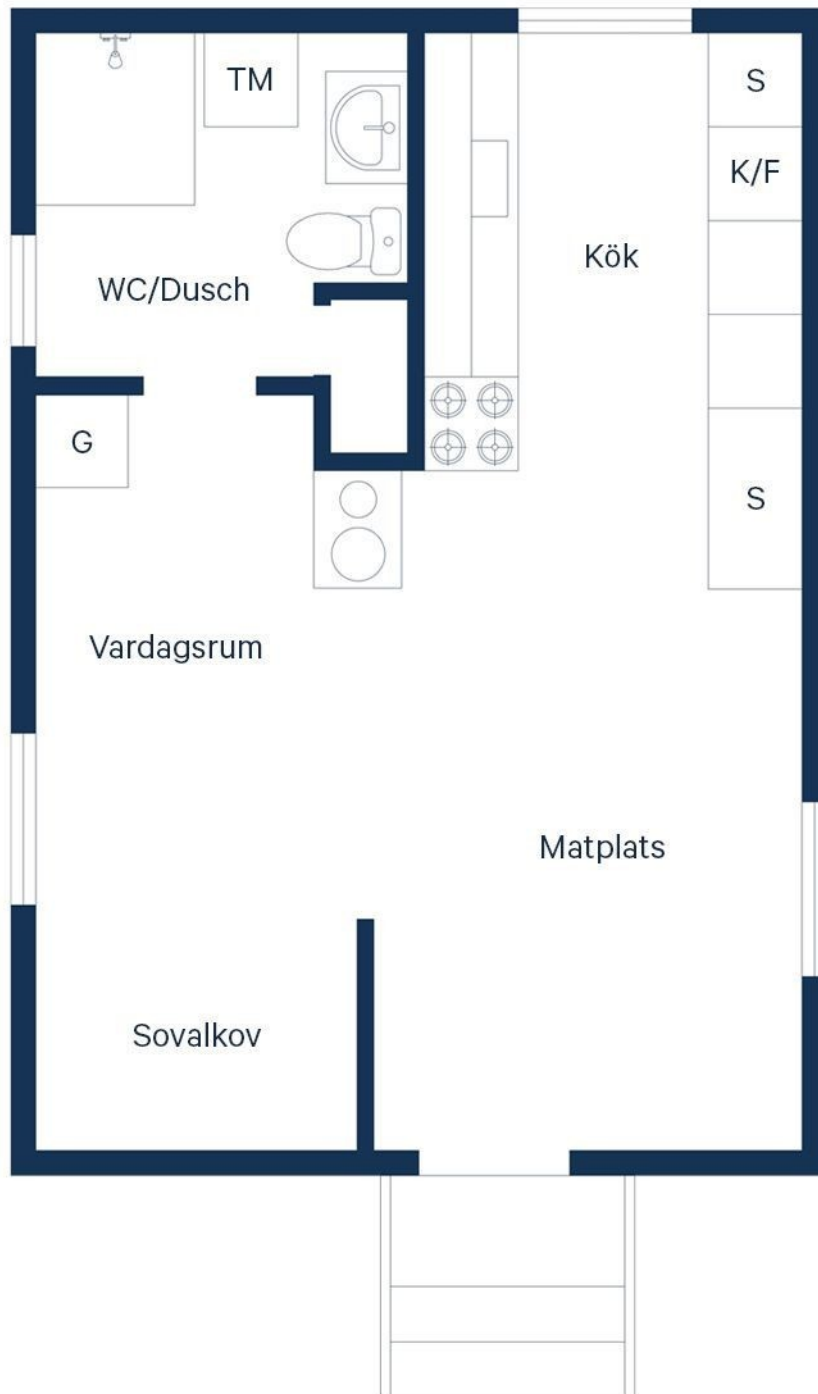 TM
S
K/F
Kök
WC/Dusch
G
S
Vardagsrum
Matplats
Sovalkov